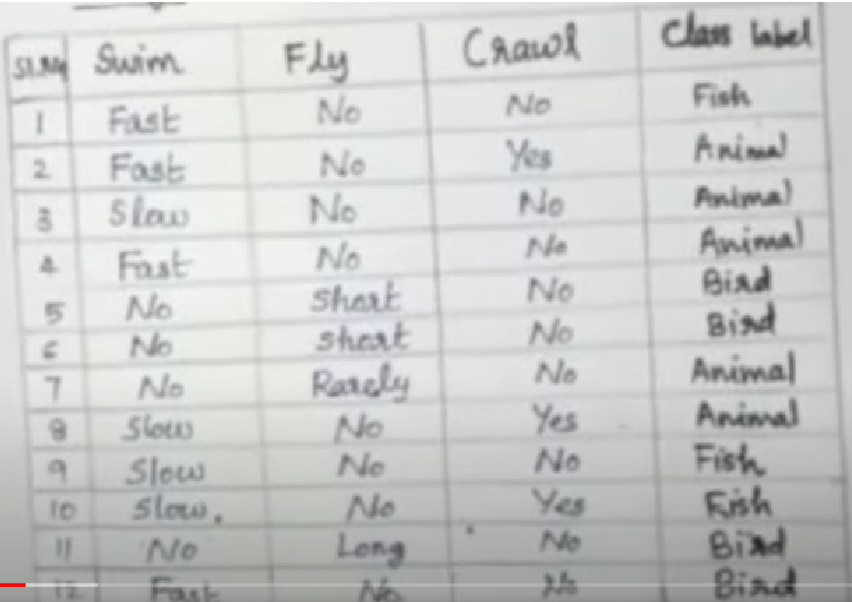 Sl.No Swim Fly Crawl Class label
1 Fast No No Fish
2 Fast No Yes Animal
3 Slow No No Animal
4 Fast No No Animal
5 No Short No Bird
6 No Short No Bird
7 No Rarely No Animal
8 Slow No Yes Animal
9 Slow No No Fish
10 Slow. No Yes Fish
11 No Long No Bird
12 Fast No No Bird